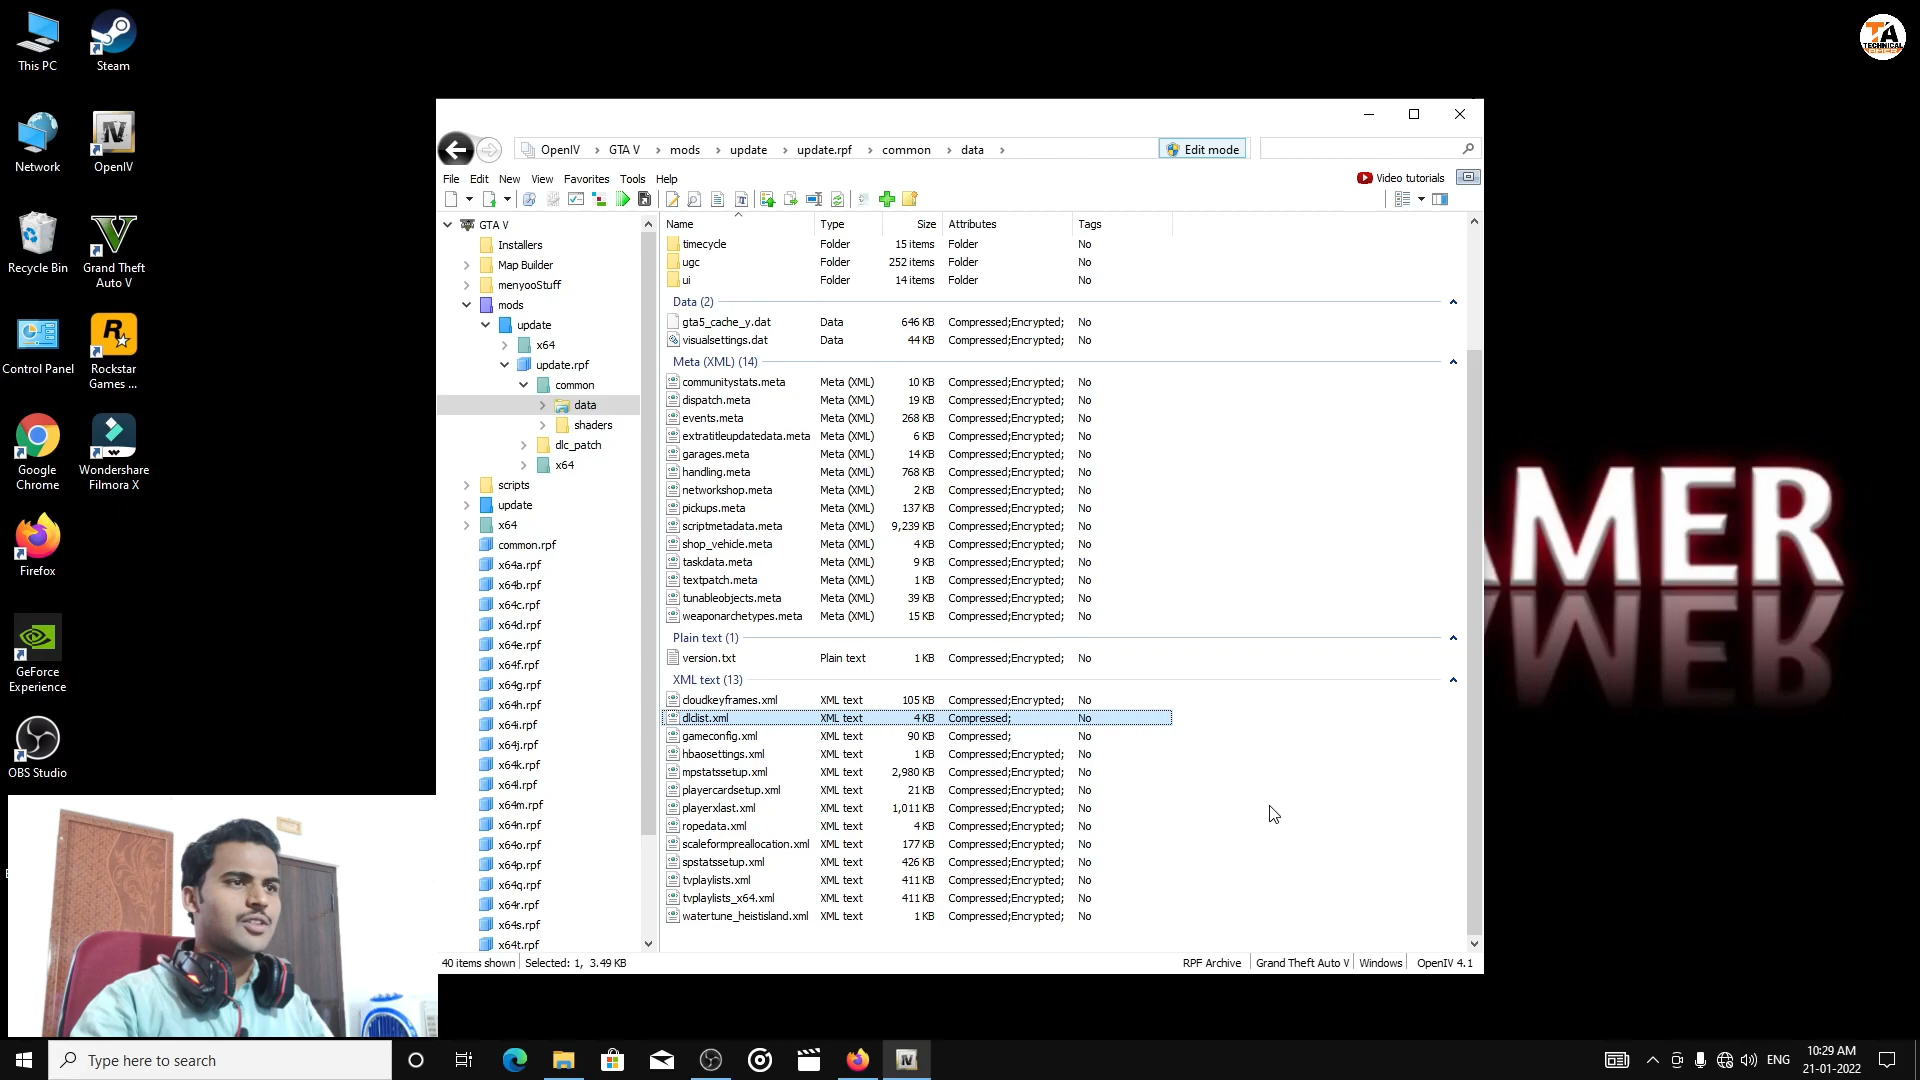 This PC
Steam
Network
OpenIV
Recycle Bin
Grand Theft
Auto V
Control Panel
Rockstar
Games ...
Google
Chrome
Wondershare
Filmora X
Firefox
GeForce
Experience
OBS Studio
TA
TECHNICAL
AMER
OpenIV
GTA V
mods
update
update.rpf
common
data
Edit mode
File Edit New View Favorites Tools Help
Video tutorials
GTA V
Installers
Map Builder
menyooStuff
mods
update
x64
update.rpf
common
data
shaders
dlc_patch
x64
scripts
update
x64
common.rpf
x64a.rpf
x64b.rpf
x64c.rpf
x64d.rpf
x64e.rpf
x64f.rpf
x64g.rpf
x64h.rpf
x64i.rpf
x64j.rpf
x64k.rpf
x64l.rpf
x64m.rpf
x64n.rpf
x64o.rpf
x64p.rpf
x64q.rpf
x64r.rpf
x64s.rpf
x64t.rpf
Name Type Size Attributes Tags
timecycle Folder 15 items Folder No
ugc Folder 252 items Folder No
ui Folder 14 items Folder No
Data (2)
gta5_cache_y.dat Data 646 KB Compressed;Encrypted; No
visualsettings.dat Data 44 KB Compressed;Encrypted; No
Meta (XML) (14)
communitystats.meta Meta (XML) 10 KB Compressed;Encrypted; No
dispatch.meta Meta (XML) 19 KB Compressed;Encrypted; No
events.meta Meta (XML) 268 KB Compressed;Encrypted; No
extratitleupdatedata.meta Meta (XML) 6 KB Compressed;Encrypted; No
garages.meta Meta (XML) 14 KB Compressed;Encrypted; No
handling.meta Meta (XML) 768 KB Compressed;Encrypted; No
networkshop.meta Meta (XML) 2 KB Compressed;Encrypted; No
pickups.meta Meta (XML) 137 KB Compressed;Encrypted; No
scriptmetadata.meta Meta (XML) 9,239 KB Compressed;Encrypted; No
shop_vehicle.meta Meta (XML) 4 KB Compressed;Encrypted; No
taskdata.meta Meta (XML) 9 KB Compressed;Encrypted; No
textpatch.meta Meta (XML) 1 KB Compressed;Encrypted; No
tunableobjects.meta Meta (XML) 39 KB Compressed;Encrypted; No
weaponarchetypes.meta Meta (XML) 15 KB Compressed;Encrypted; No
Plain text (1)
version.txt Plain text 1 KB Compressed;Encrypted; No
XML text (13)
cloudkeyframes.xml XML text 105 KB Compressed;Encrypted; No
dlclist.xml XML text 4 KB Compressed; No
gameconfig.xml XML text 90 KB Compressed; No
hbaosettings.xml XML text 1 KB Compressed;Encrypted; No
mpstatssetup.xml XML text 2,980 KB Compressed;Encrypted; No
playercardsetup.xml XML text 21 KB Compressed;Encrypted; No
playerxlast.xml XML text 1,011 KB Compressed;Encrypted; No
ropedata.xml XML text 4 KB Compressed;Encrypted; No
scaleformpreallocation.xml XML text 177 KB Compressed;Encrypted; No
spstatssetup.xml XML text 426 KB Compressed;Encrypted; No
tvplaylists.xml XML text 411 KB Compressed;Encrypted; No
tvplaylists_x64.xml XML text 411 KB Compressed;Encrypted; No
watertune_heistisland.xml XML text 1 KB Compressed;Encrypted; No
40 items shown Selected: 1, 3.49 KB RPF Archive Grand Theft Auto V Windows OpenIV 4.1
Type here to search
ENG
10:29 AM
21-01-2022